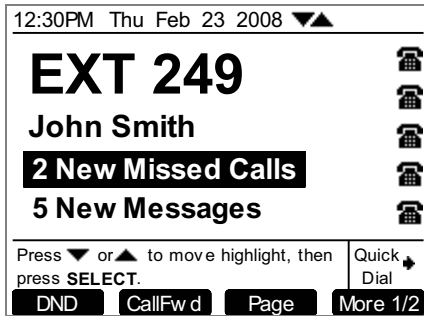 12:30PM Thu Feb 23 2008 ▼▲
EXT 249
John Smith
2 New Missed Calls
5 New Messages
Press ▼ or ▲ to move highlight, then
press SELECT.
Quick
Dial
DND CallFwd Page More 1/2